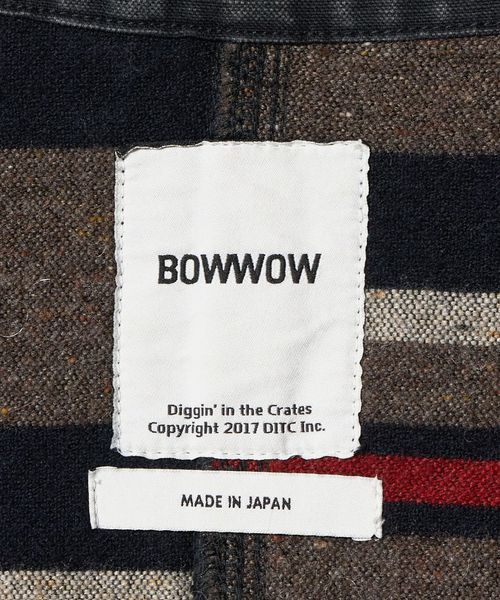 BOWWOW
Diggin' in the Crates
Copyright 2017 DITC Inc.
MADE IN JAPAN